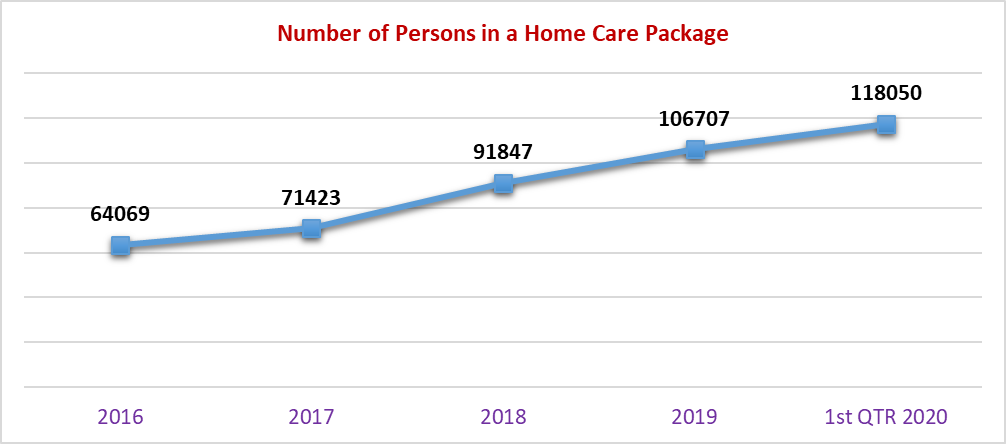 Number of Persons in a Home Care Package
118050
106707
91847
71423
64069
2016 2017 2018 2019 1st QTR 2020